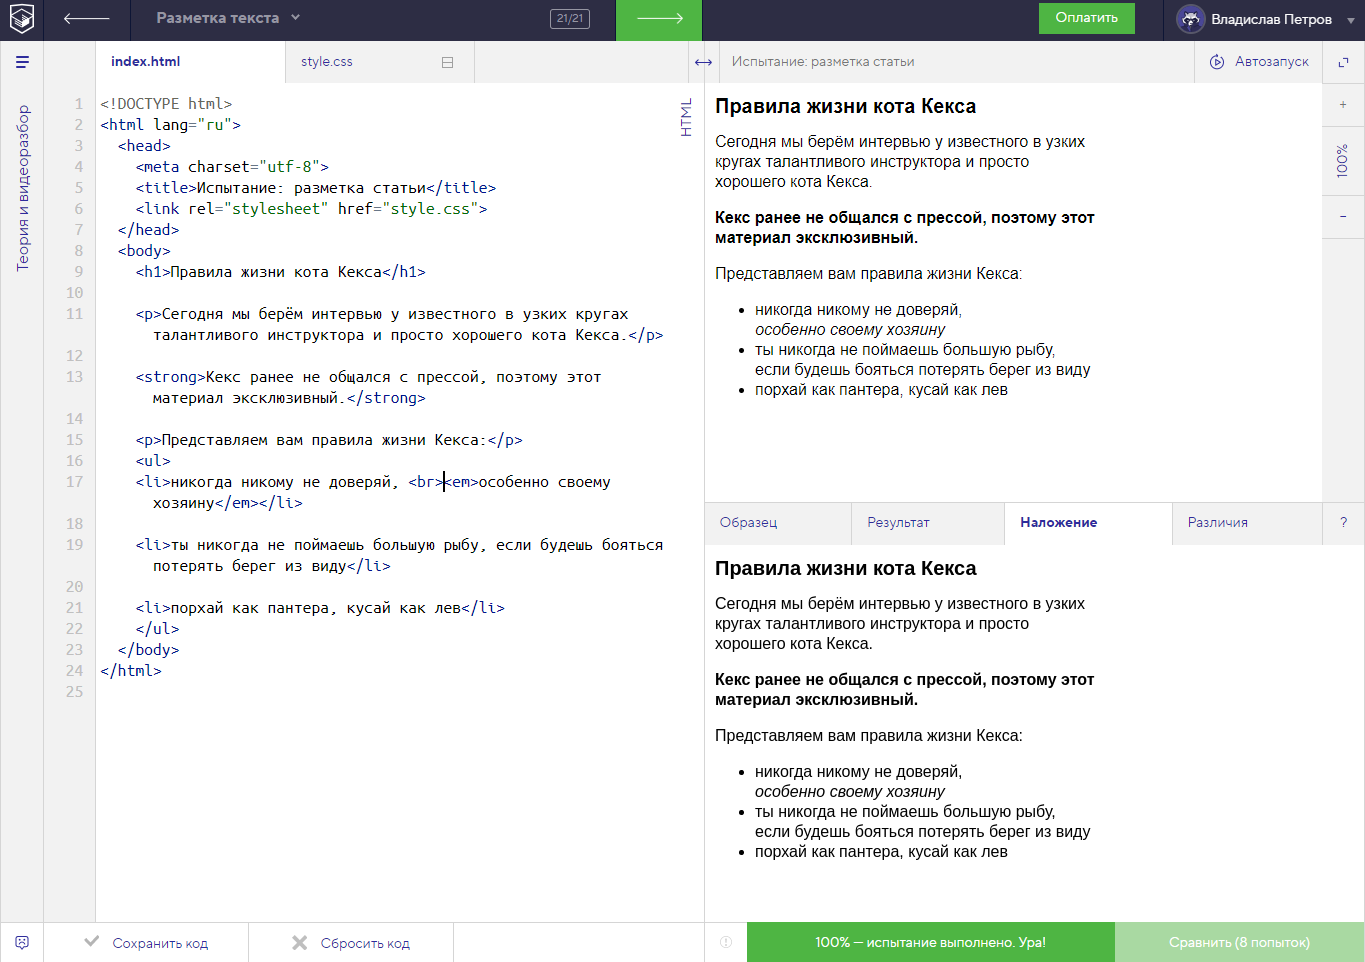 Разметка текста
21/21
Оплатить
Владислав Петров
index.html
style.css
Испытание: разметка статьи
Автозапуск
Теория и видеоразбор
HTML
1 <!DOCTYPE html>
2 <html lang="ru">
3 <head>
4 <meta charset="utf-8">
5 <title>Испытание: разметка статьи</title>
6 <link rel="stylesheet" href="style.css">
7 </head>
8 <body>
9 <h1>Правила жизни кота Кекса</h1>
10
11 <p>Сегодня мы берём интервью у известного в узких кругах
талантливого инструктора и просто хорошего кота Кекса.</p>
12
13 <strong>Кекс ранее не общался с прессой, поэтому этот
материал эксклюзивный.</strong>
14
15 <p>Представляем вам правила жизни Кекса:</p>
16 <ul>
17 <li>никогда никому не доверяй, <br><em>особенно своему
хозяину</em></li>
18
19 <li>ты никогда не поймаешь большую рыбу, если будешь бояться
потерять берег из виду</li>
20
21 <li>порхай как пантера, кусай как лев</li>
22 </ul>
23 </body>
24 </html>
25
Правила жизни кота Кекса
Сегодня мы берём интервью у известного в узких
кругах талантливого инструктора и просто
хорошего кота Кекса.
Кекс ранее не общался с прессой, поэтому этот
материал эксклюзивный.
Представляем вам правила жизни Кекса:
• никогда никому не доверяй,
особенно своему хозяину
• ты никогда не поймаешь большую рыбу,
если будешь бояться потерять берег из виду
• порхай как пантера, кусай как лев
+
100%
−
Образец
Результат
Наложение
Различия
?
Правила жизни кота Кекса
Сегодня мы берём интервью у известного в узких
кругах талантливого инструктора и просто
хорошего кота Кекса.
Кекс ранее не общался с прессой, поэтому этот
материал эксклюзивный.
Представляем вам правила жизни Кекса:
• никогда никому не доверяй,
особенно своему хозяину
• ты никогда не поймаешь большую рыбу,
если будешь бояться потерять берег из виду
• порхай как пантера, кусай как лев
Сохранить код
Сбросить код
100% — испытание выполнено. Ура!
Сравнить (8 попыток)